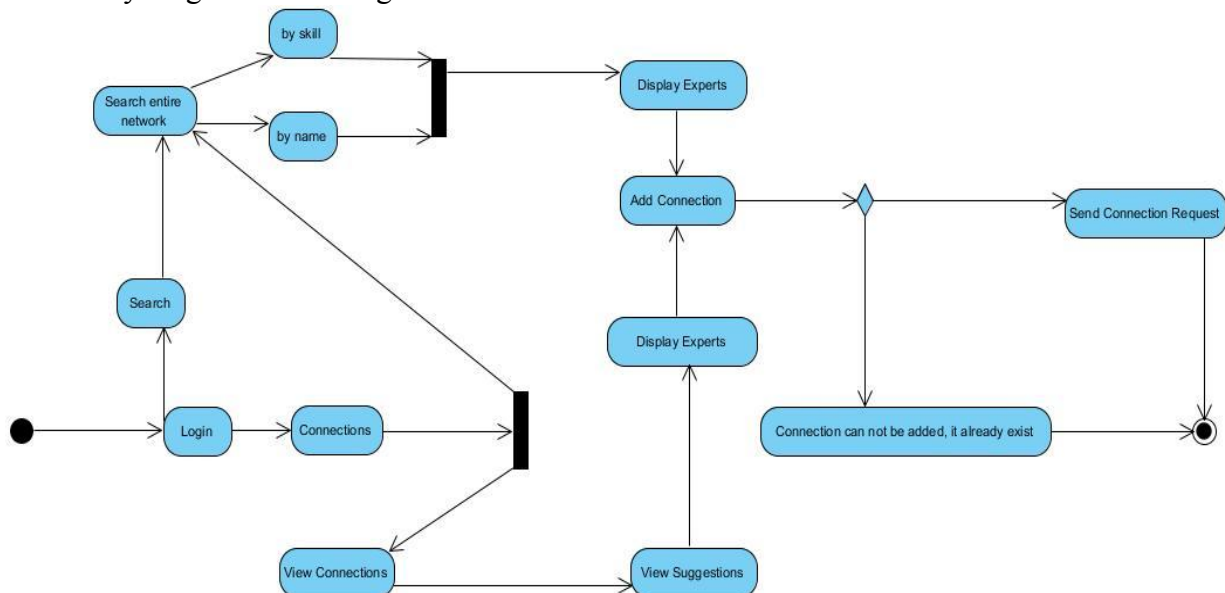 by skill
Display Experts
Search entire
network
by name
Add Connection
Send Connection Request
Search
Display Experts
Login
Connections
Connection can not be added, it already exist
View Connections
View Suggestions